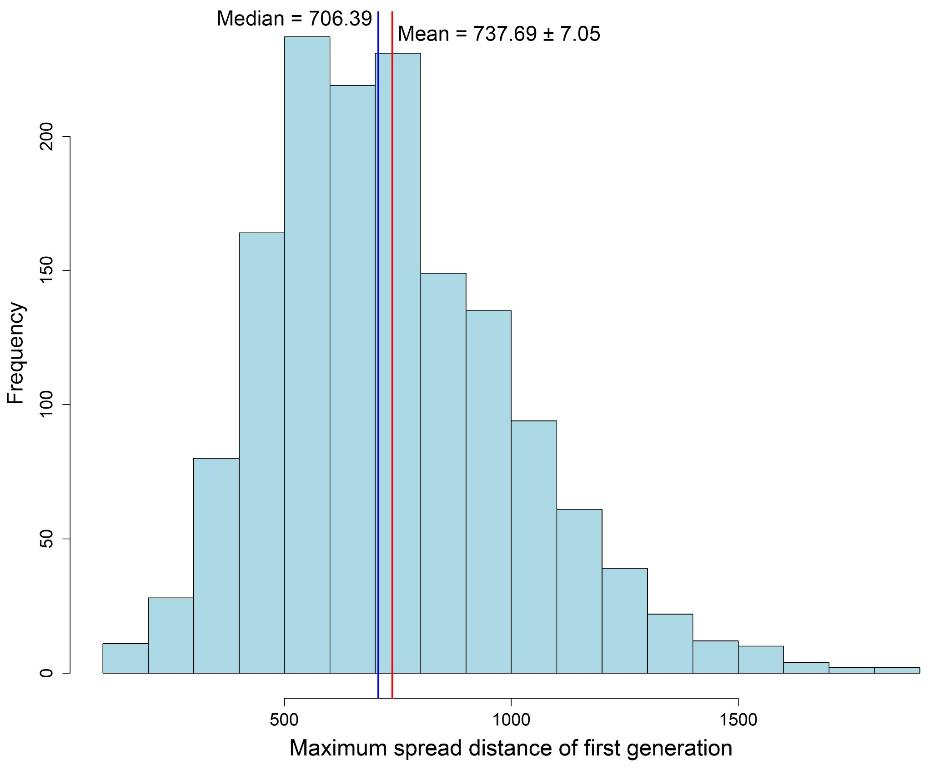 Median = 706.39
Mean = 737.69 ± 7.05
Frequency
200
150
100
50
0
500 1000 1500
Maximum spread distance of first generation